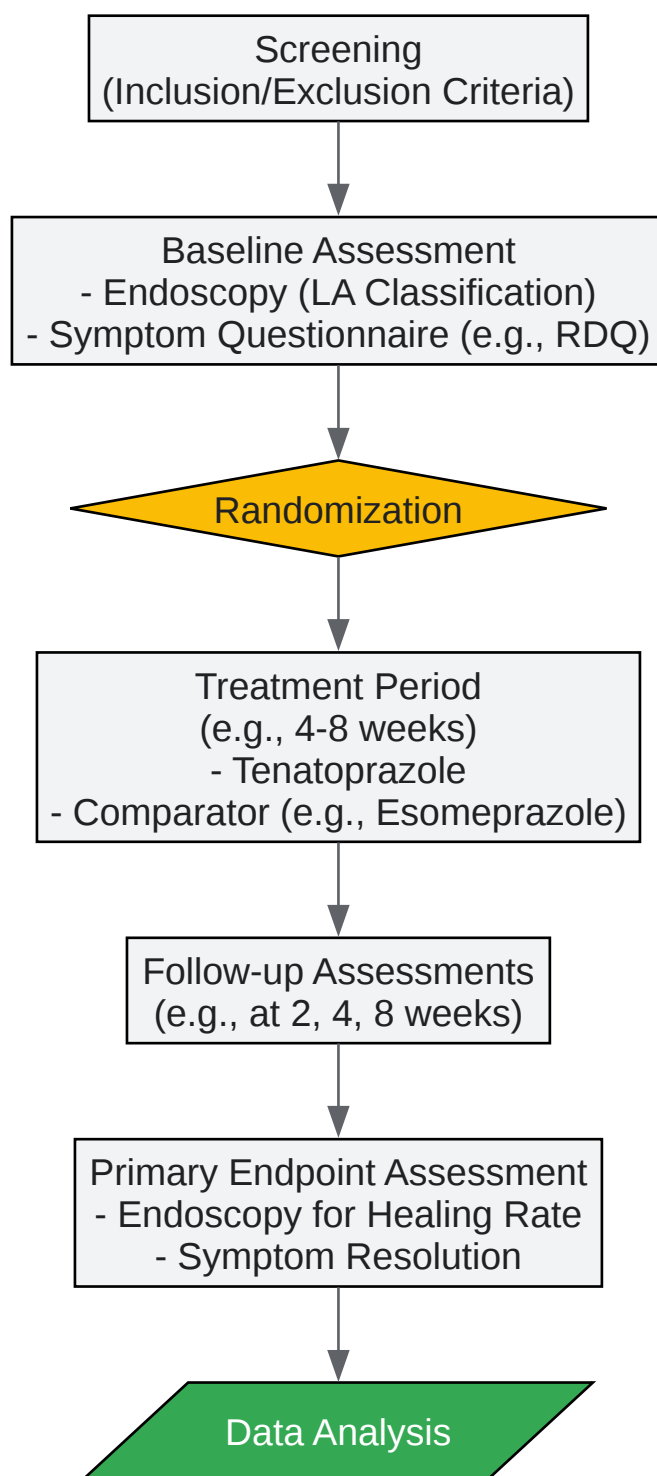 Screening
(Inclusion/Exclusion Criteria)
Baseline Assessment
- Endoscopy (LA Classification)
- Symptom Questionnaire (e.g., RDQ)
Randomization
Treatment Period
(e.g., 4-8 weeks)
- Tenatoprazole
- Comparator (e.g., Esomeprazole)
Follow-up Assessments
(e.g., at 2, 4, 8 weeks)
Primary Endpoint Assessment
- Endoscopy for Healing Rate
- Symptom Resolution
Data Analysis